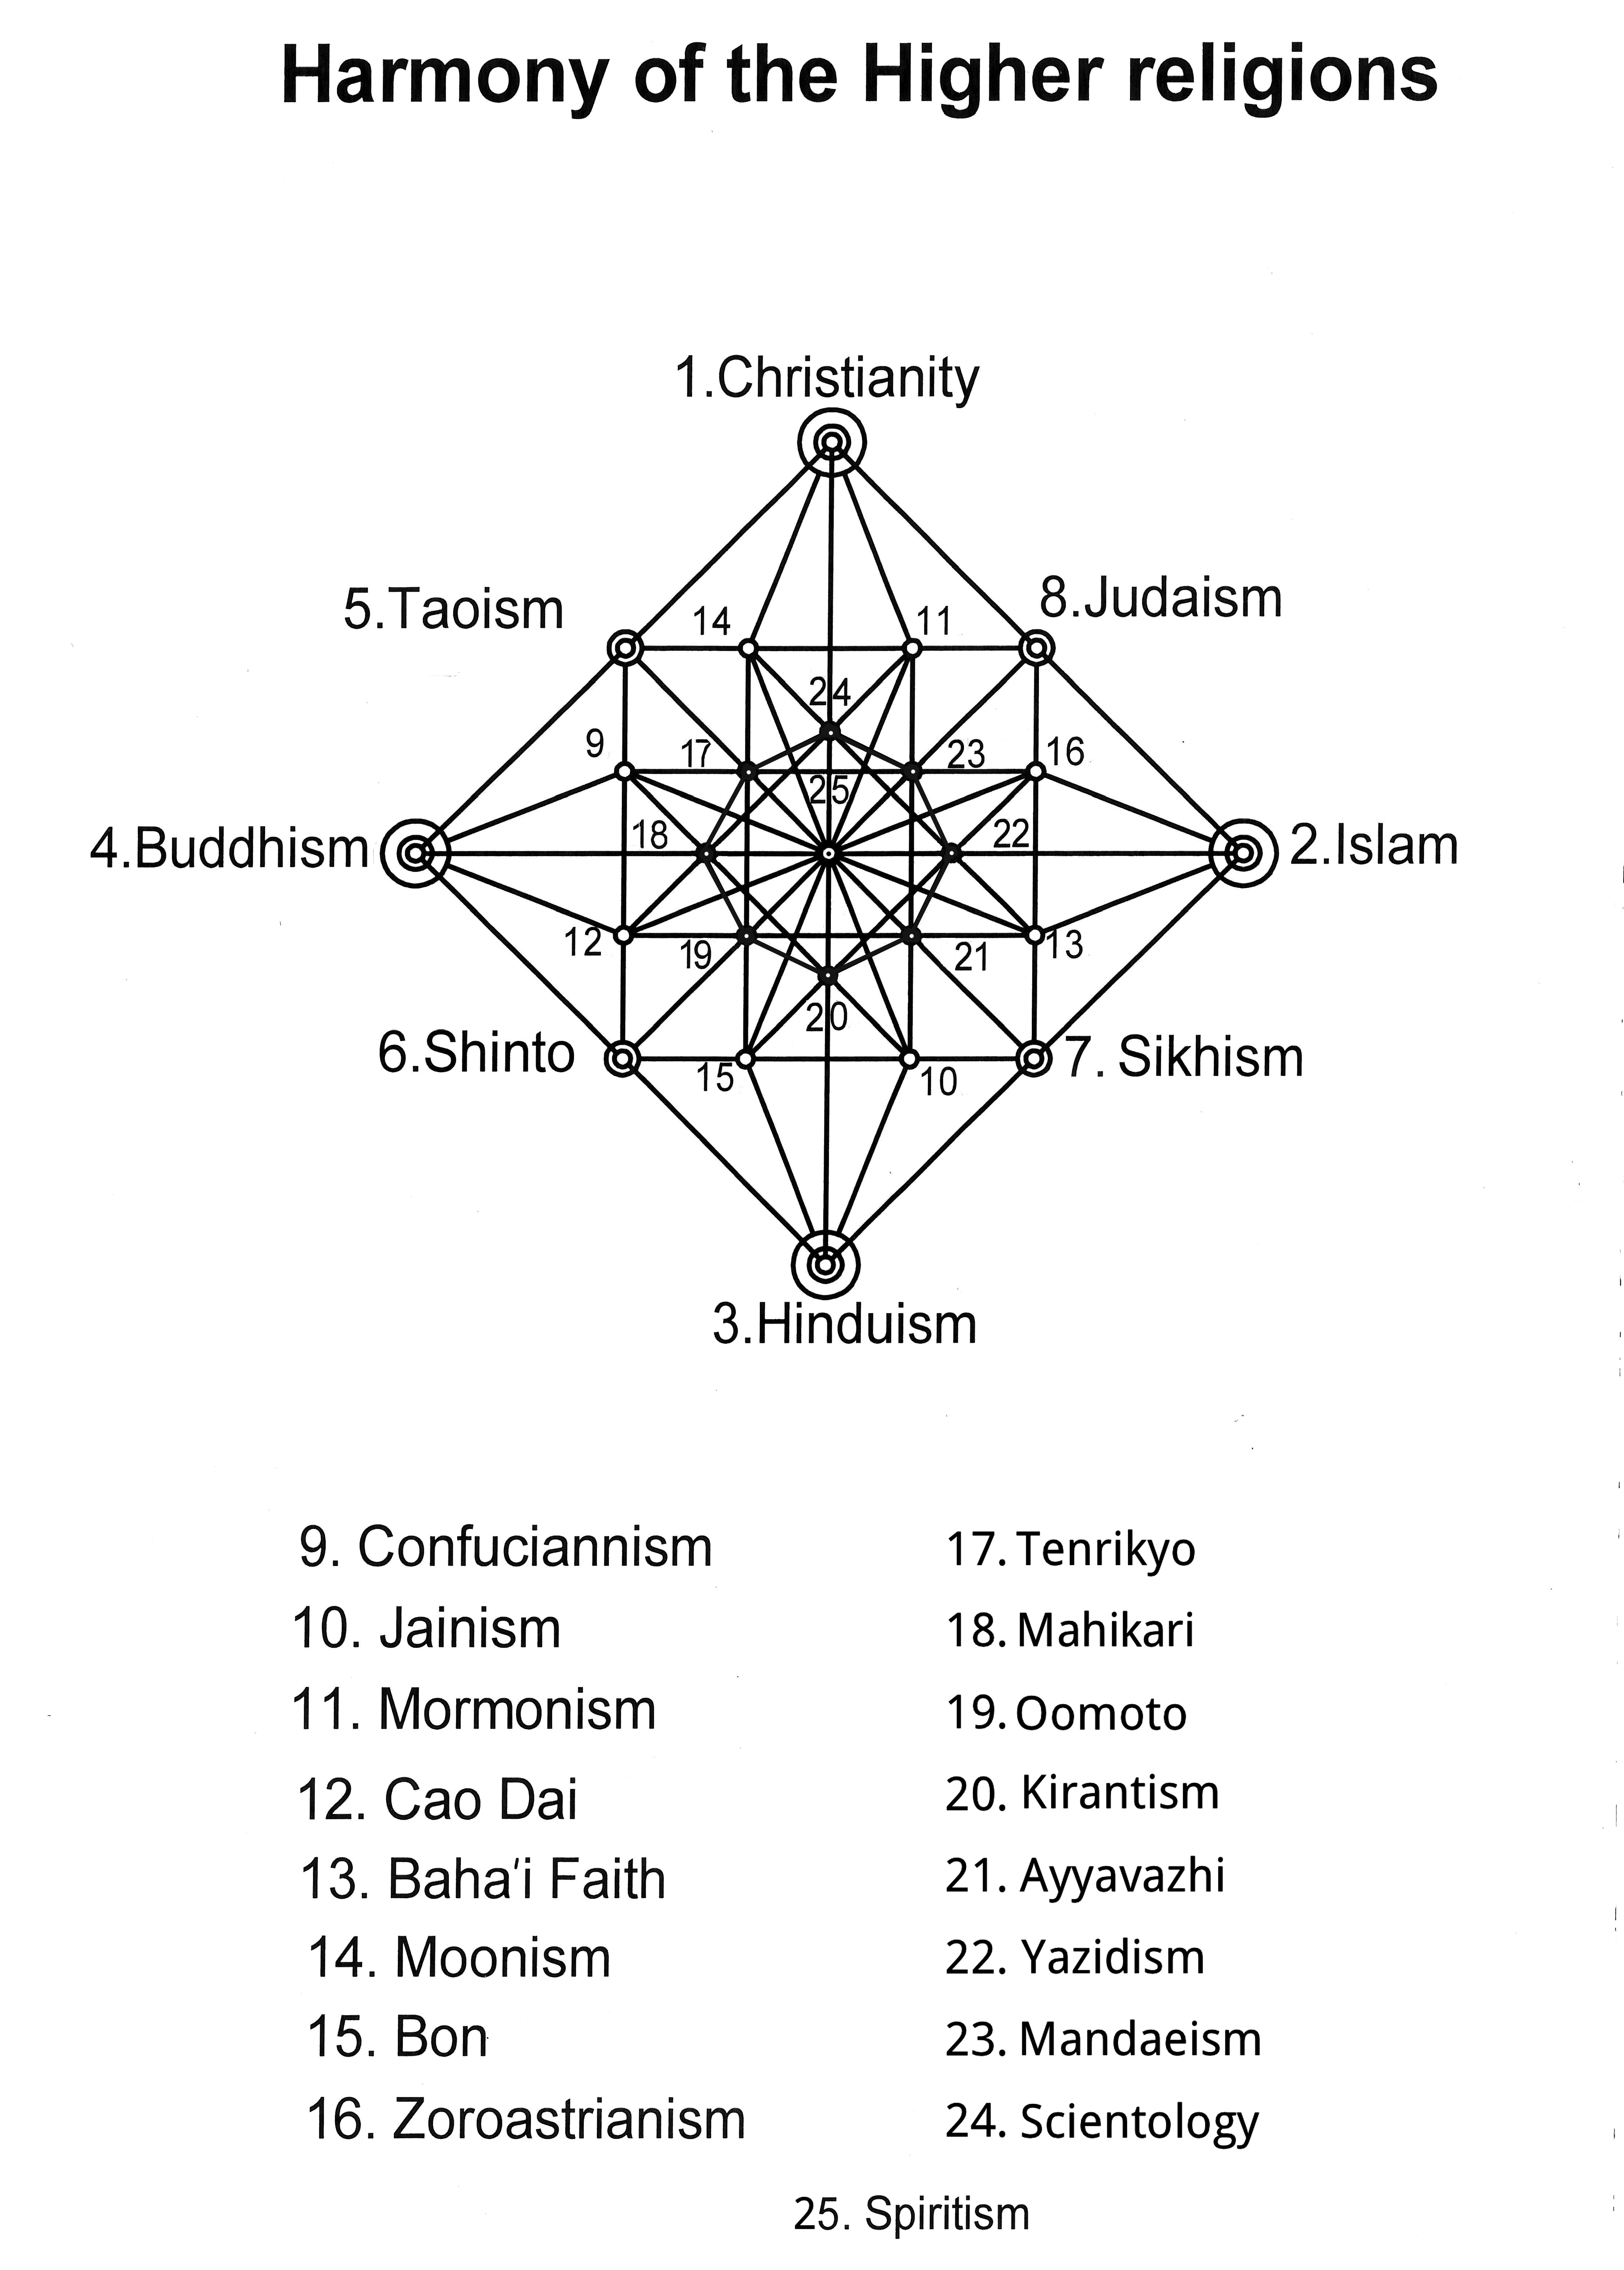 Harmony of the Higher religions
1.Christianity
5.Taoism
8.Judaism
14
11
24
9
17
23
16
25
4.Buddhism
18
22
2.Islam
12
19
21
13
20
6.Shinto
7. Sikhism
15
10
3.Hinduism
9. Confuciannism
10. Jainism
11. Mormonism
12. Cao Dai
13. Baha'i Faith
14. Moonism
15. Bon
16. Zoroastrianism
17. Tenrikyo
18. Mahikari
19. Oomoto
20. Kirantism
21. Ayyavazhi
22. Yazidism
23. Mandaeism
24. Scientology
25. Spiritism